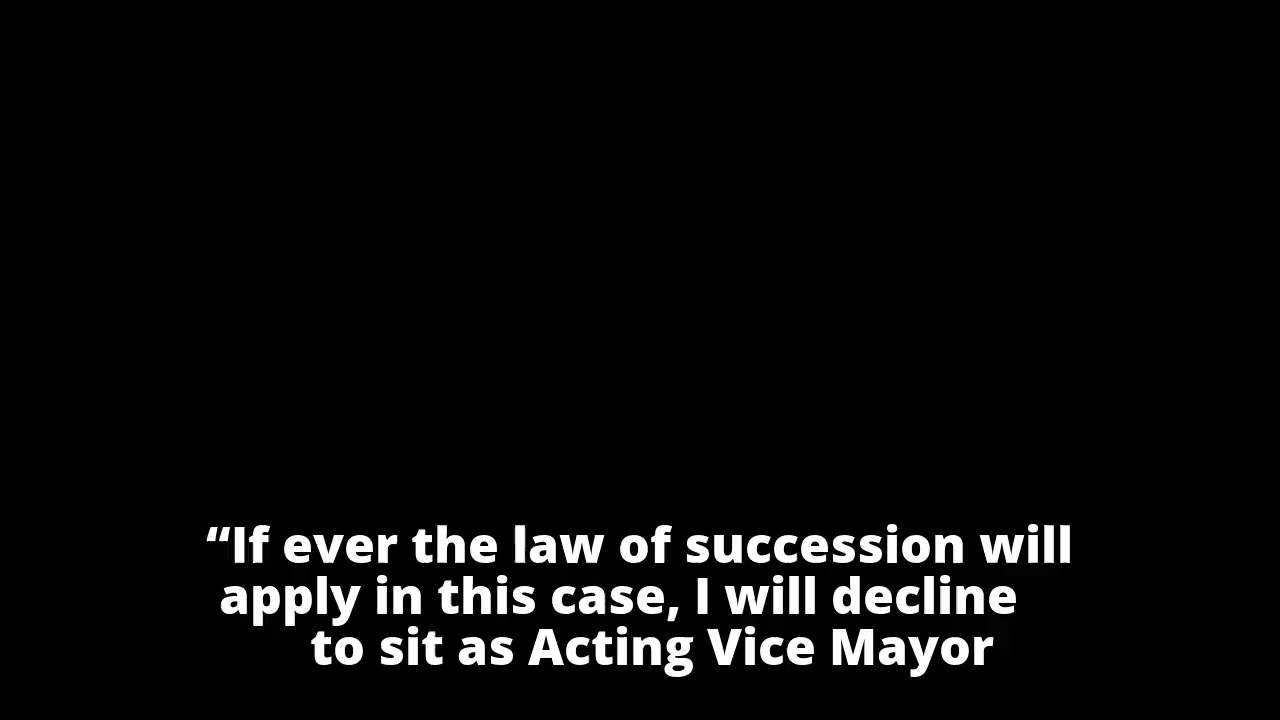 “If ever the law of succession will
apply in this case, I will decline
to sit as Acting Vice Mayor